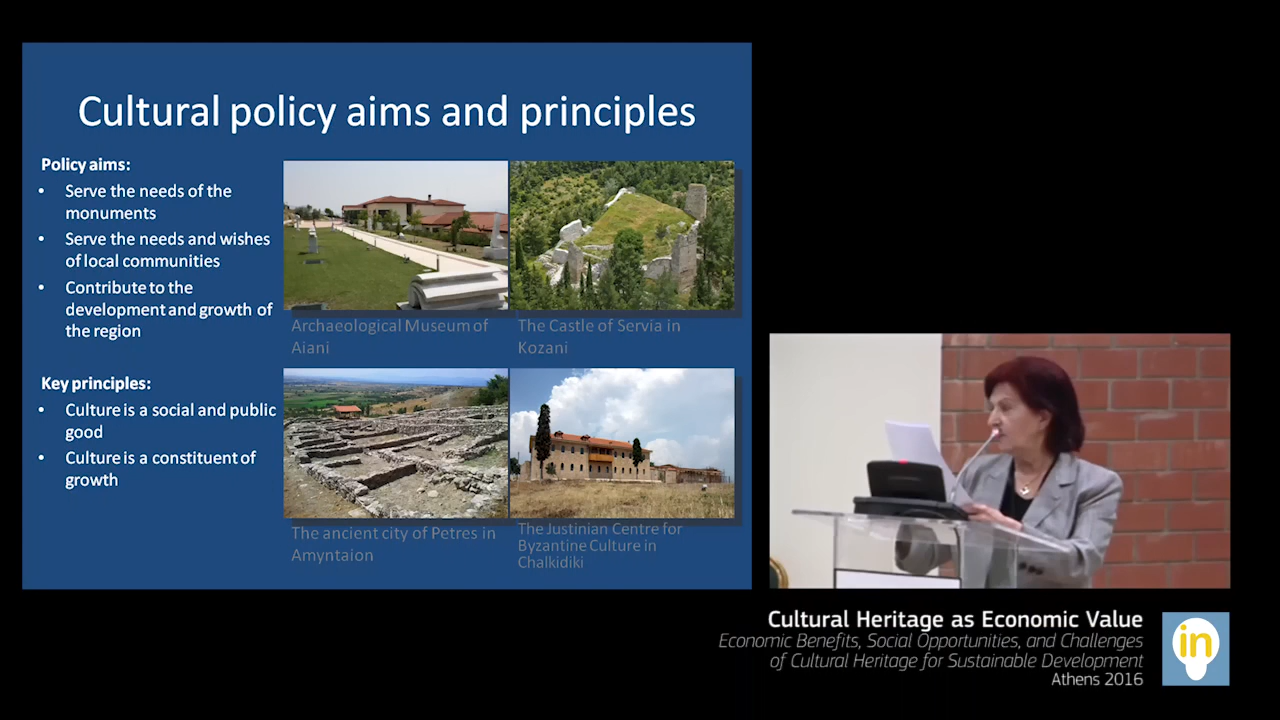 Cultural policy aims and principles
Policy aims:
• Serve the needs of the
monuments
• Serve the needs and wishes
of local communities
• Contribute to the
development and growth of
the region
Key principles:
• Culture is a social and public
good
• Culture is a constituent of
growth
Archaeological Museum of
Aiani
The Castle of Servia in
Kozani
The ancient city of Petres in
Amyntaion
The Justinian Centre for
Byzantine Culture in
Chalkidiki
Cultural Heritage as Economic Value
Economic Benefits, Social Opportunities, and Challenges
of Cultural Heritage for Sustainable Development
Athens 2016
in